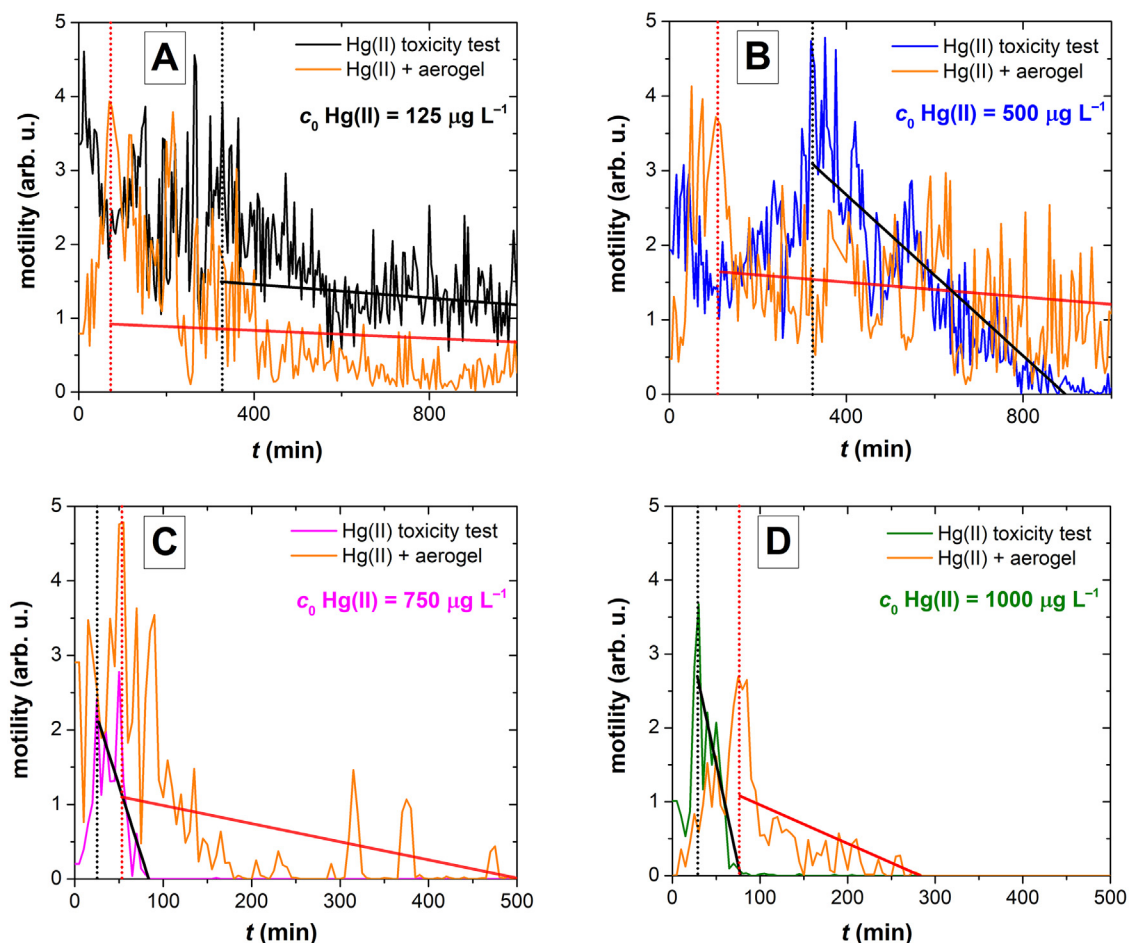 A
Hg(II) toxicity test
Hg(II) + aerogel
c₀ Hg(II) = 125 µg L⁻¹
motility (arb. u.)
5
4
3
2
1
0
0 400 800
t (min)
B
Hg(II) toxicity test
Hg(II) + aerogel
c₀ Hg(II) = 500 µg L⁻¹
motility (arb. u.)
5
4
3
2
1
0
0 400 800
t (min)
C
Hg(II) toxicity test
Hg(II) + aerogel
c₀ Hg(II) = 750 µg L⁻¹
motility (arb. u.)
5
4
3
2
1
0
0 100 200 300 400 500
t (min)
D
Hg(II) toxicity test
Hg(II) + aerogel
c₀ Hg(II) = 1000 µg L⁻¹
motility (arb. u.)
5
4
3
2
1
0
0 100 200 300 400 500
t (min)